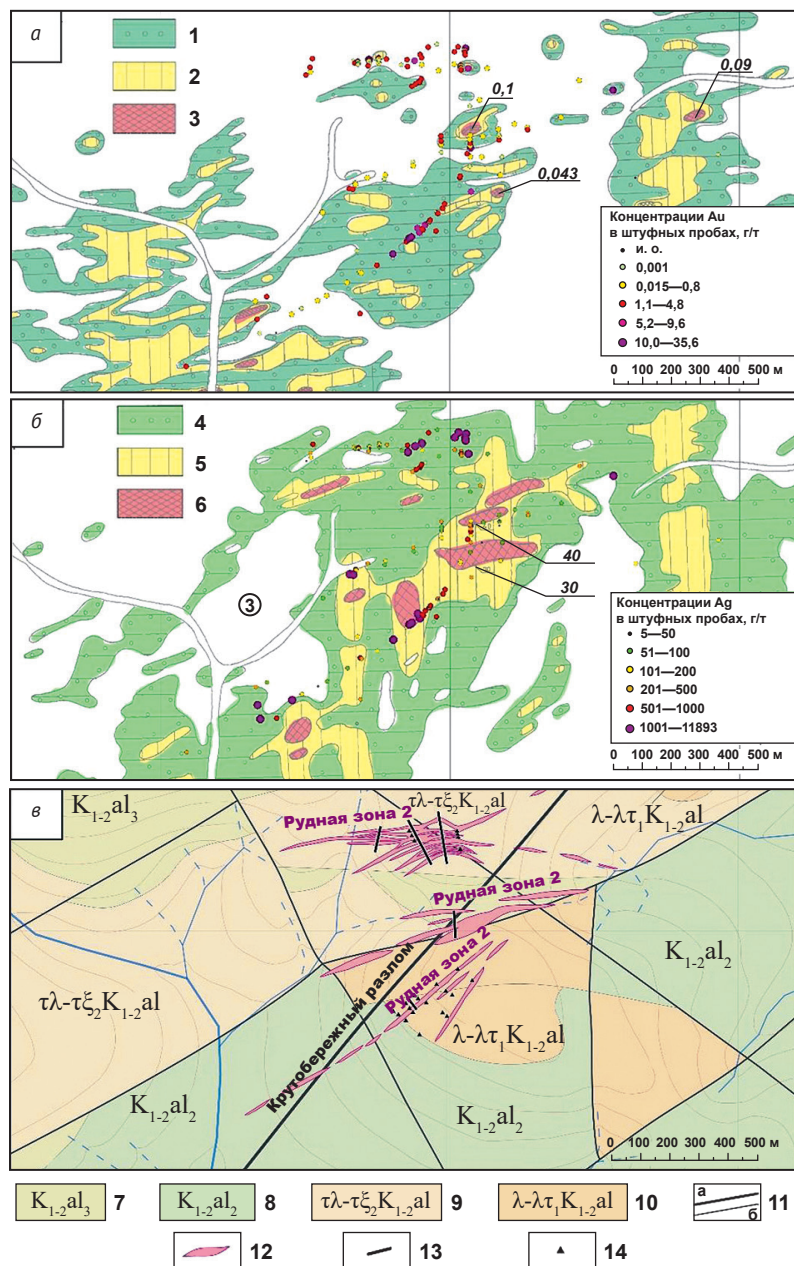 а
1
2
3
0,1
0,09
0,043
Концентрации Au
в штуфных пробах, г/т
и. о.
0,001
0,015—0,8
1,1—4,8
5,2—9,6
10,0—35,6
0 100 200 300 400 500 м
б
4
5
6
3
40
30
Концентрации Ag
в штуфных пробах, г/т
5—50
51—100
101—200
201—500
501—1000
1001—11893
0 100 200 300 400 500 м
в
K1-2al3
τλ-τξ2K1-2al
λ-λτ1K1-2al
Рудная зона 2
Рудная зона 2
K1-2al2
Рудная зона 2
Крутобережный разлом
τλ-τξ2K1-2al
λ-λτ1K1-2al
K1-2al2
K1-2al2
0 100 200 300 400 500 м
K1-2al3 7
K1-2al2 8
τλ-τξ2K1-2al 9
λ-λτ1K1-2al 10
а
б
11
12
13
14